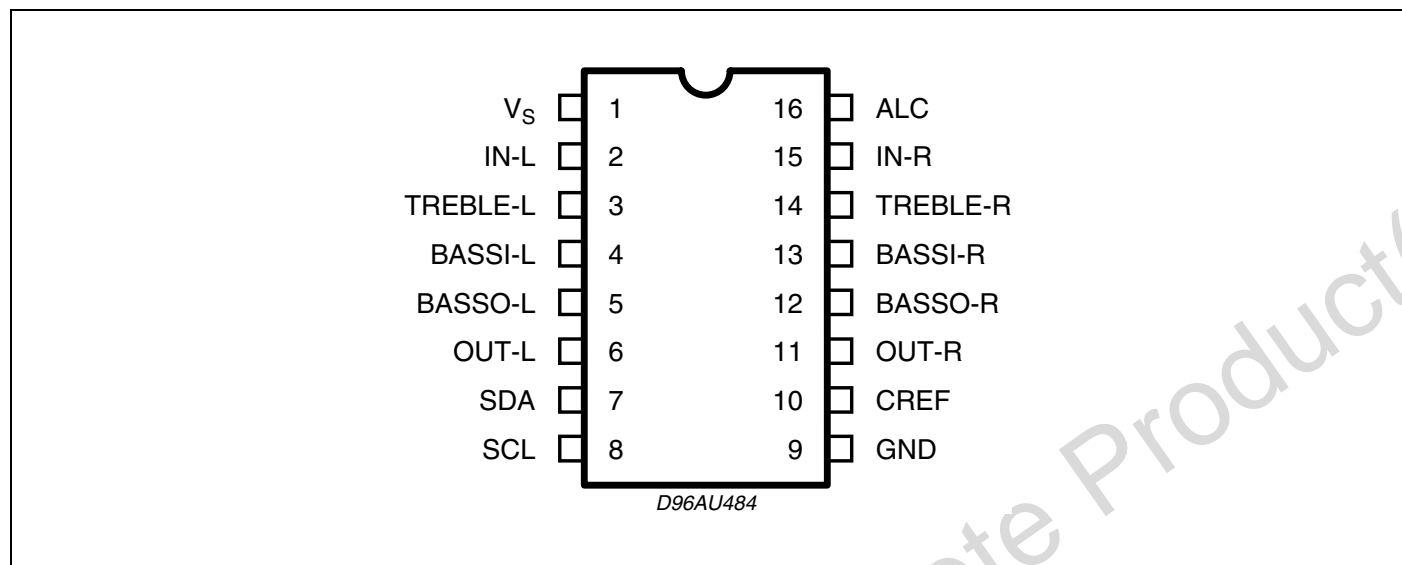 V_S 1 16 ALC
IN-L 2 15 IN-R
TREBLE-L 3 14 TREBLE-R
BASSI-L 4 13 BASSI-R
BASSO-L 5 12 BASSO-R
OUT-L 6 11 OUT-R
SDA 7 10 CREF
SCL 8 9 GND
D96AU484